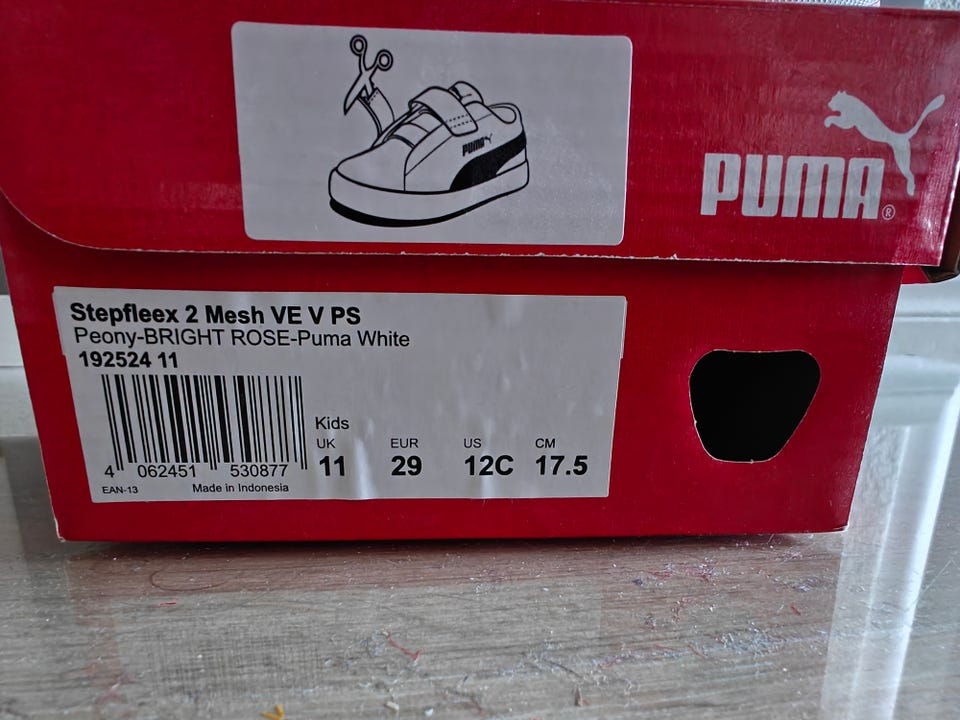 PUMA
PUMA®
Stepfleex 2 Mesh VE V PS
Peony-BRIGHT ROSE-Puma White
192524 11
Kids
UK EUR US CM
11 29 12C 17.5
4 062451 530877
EAN-13 Made in Indonesia